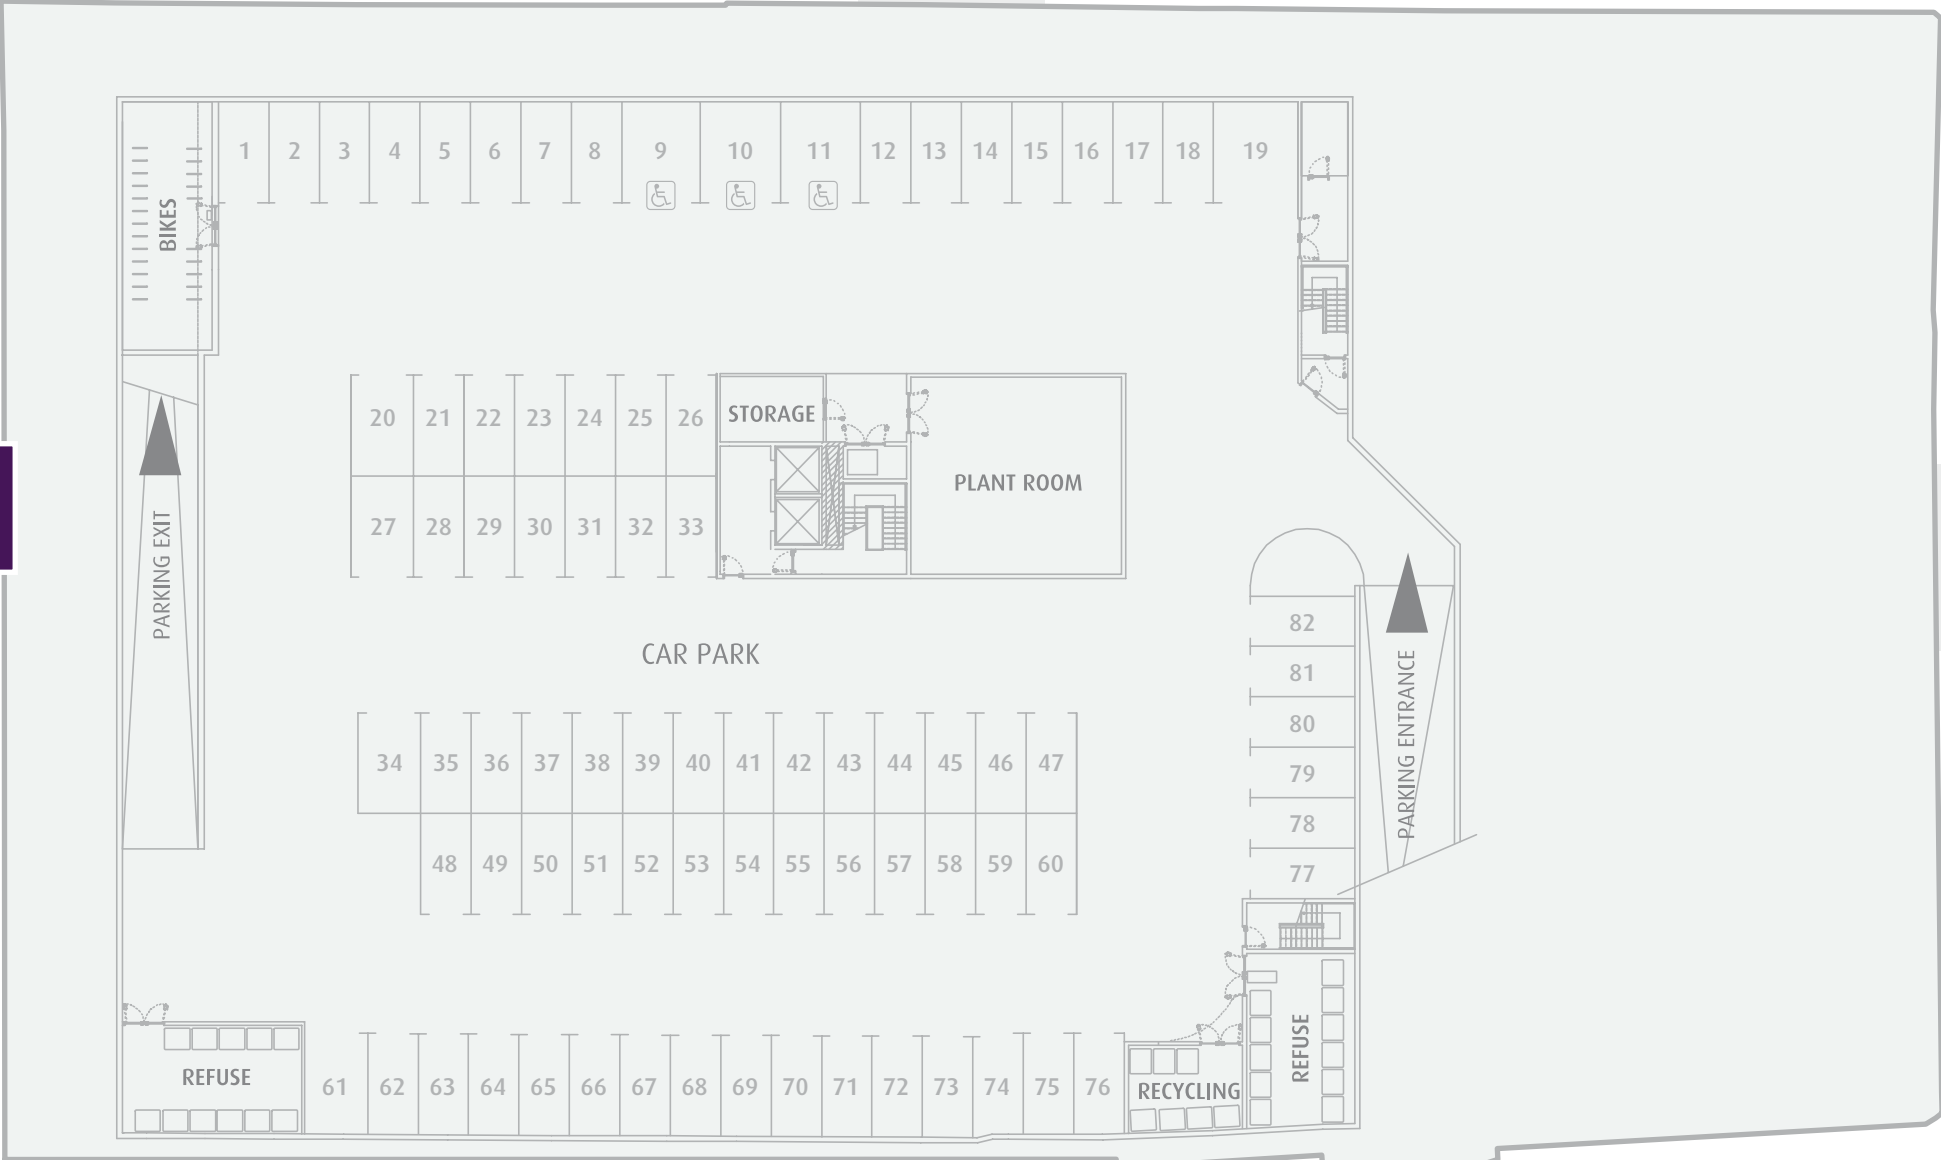 1 2 3 4 5 6 7 8 9 10 11 12 13 14 15 16 17 18 19
BIKES
20 21 22 23 24 25 26
STORAGE
PLANT ROOM
27 28 29 30 31 32 33
PARKING EXIT
CAR PARK
82
81
80
79
78
77
PARKING ENTRANCE
34 35 36 37 38 39 40 41 42 43 44 45 46 47
48 49 50 51 52 53 54 55 56 57 58 59 60
REFUSE
61 62 63 64 65 66 67 68 69 70 71 72 73 74 75 76
RECYCLING
REFUSE